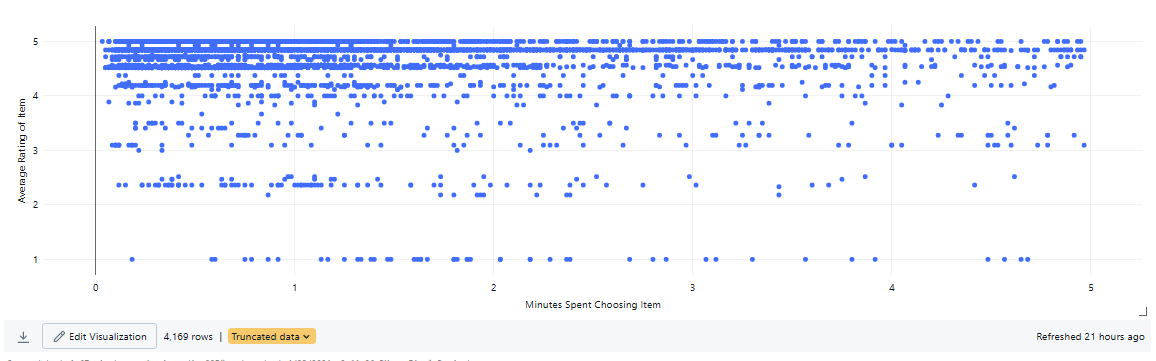 5
4
3
2
1
Average Rating of Item
0 1 2 3 4 5
Minutes Spent Choosing Item
Edit Visualization 4,169 rows | Truncated data Refreshed 21 hours ago